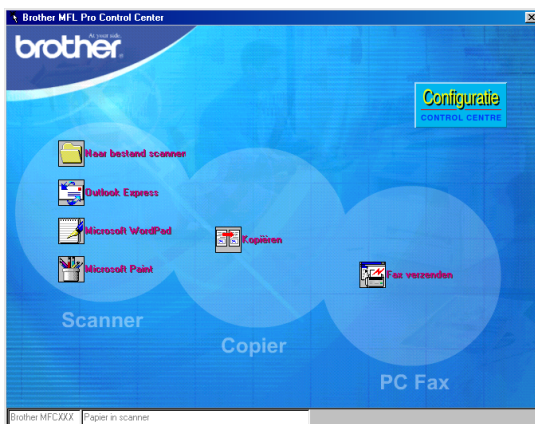 Brother MFL Pro Control Center
At your side.
brother.
Configuratie
CONTROL CENTRE
Naar bestand scanner
Outlook Express
Microsoft WordPad
Kopiëren
Microsoft Paint
Fax verzenden
Scanner
Copier
PC Fax
Brother MFCXXX
Papier in scanner